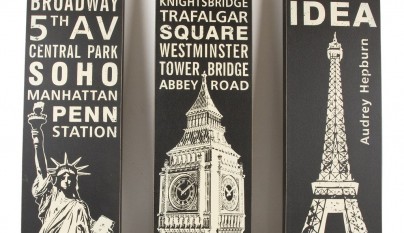 BROADWAY
5TH AV
CENTRAL PARK
SOHO
MANHATTAN
PENN
STATION
KNIGHTSBRIDGE
TRAFALGAR
SQUARE
WESTMINSTER
TOWER BRIDGE
ABBEY ROAD
IDEA
Audrey Hepburn